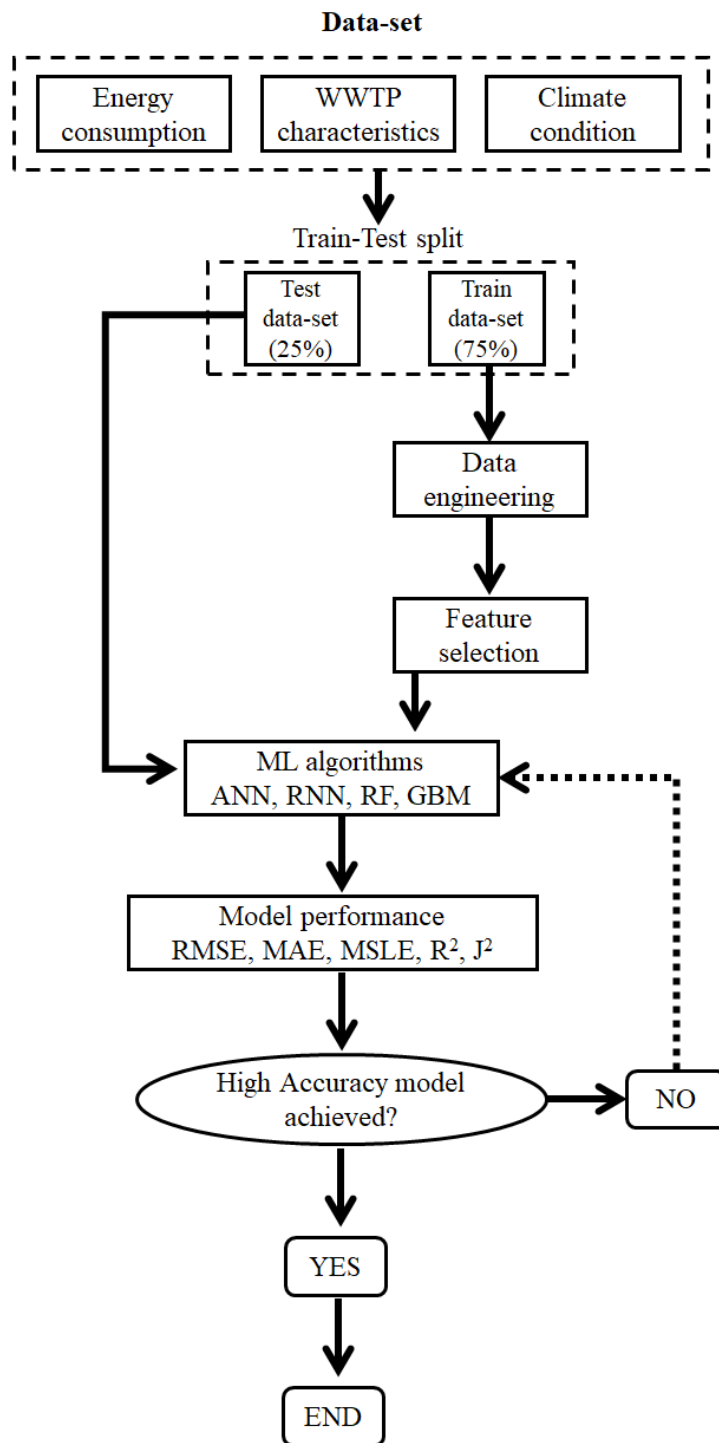 Data-set
Energy
consumption
WWTP
characteristics
Climate
condition
Train-Test split
Test
data-set
(25%)
Train
data-set
(75%)
Data
engineering
Feature
selection
ML algorithms
ANN, RNN, RF, GBM
Model performance
RMSE, MAE, MSLE, R², J²
High Accuracy model
achieved?
NO
YES
END